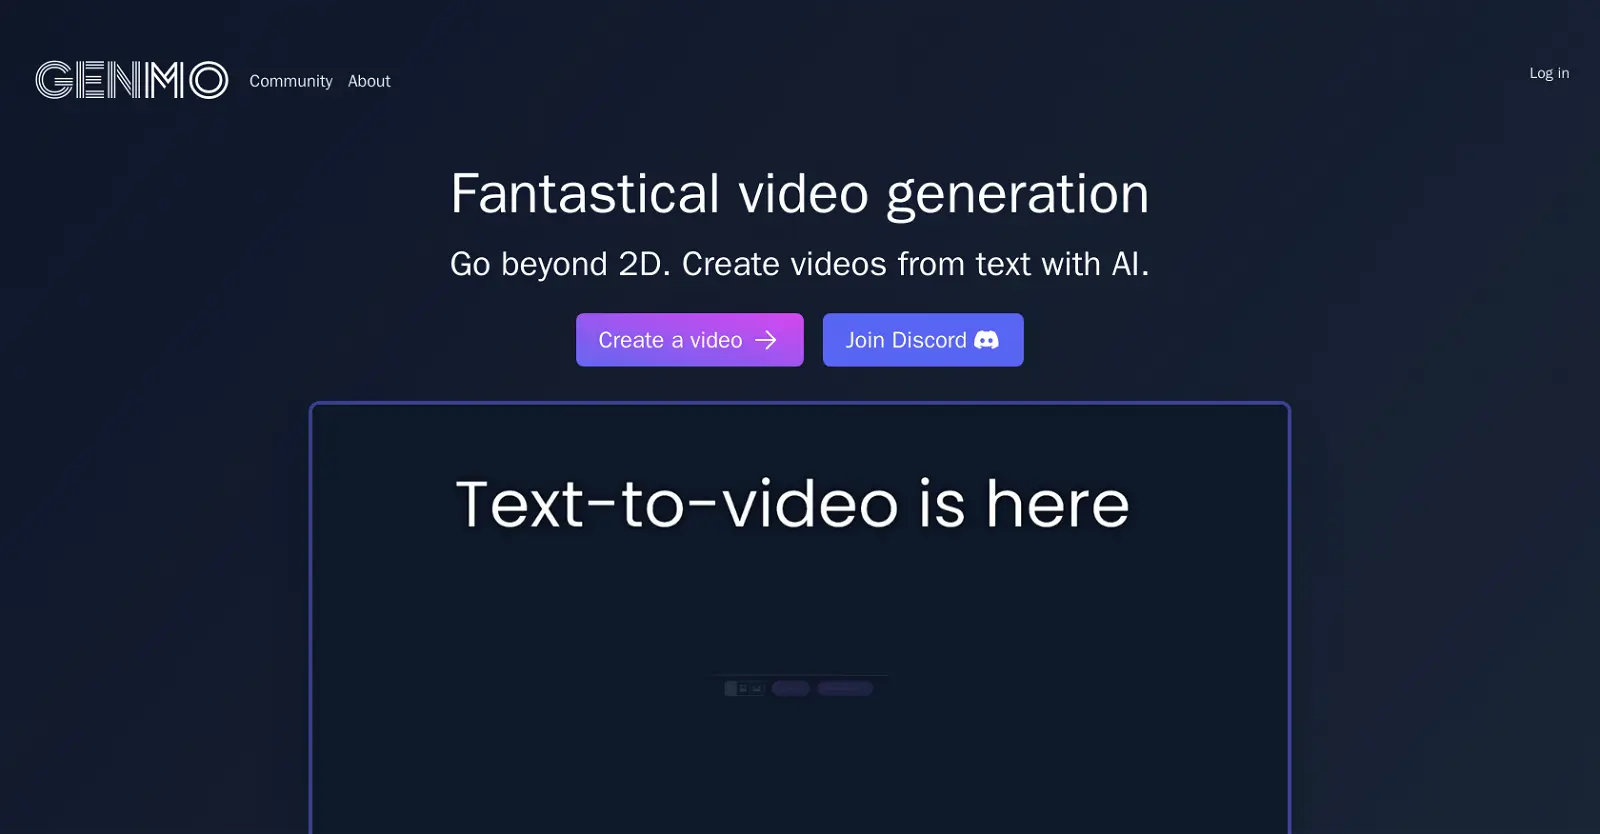 GENMO
Community
About
Log in
Fantastical video generation
Go beyond 2D. Create videos from text with AI.
Create a video
Join Discord
Text-to-video is here